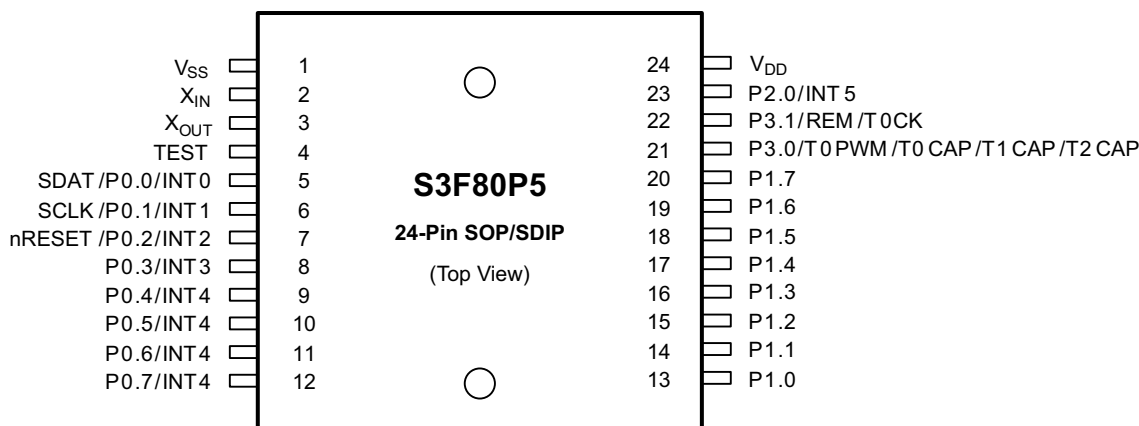 VSS 1 24 VDD
XIN 2 23 P2.0/INT5
XOUT 3 22 P3.1/REM/T0CK
TEST 4 21 P3.0/T0PWM/T0CAP/T1CAP/T2CAP
SDAT/P0.0/INT0 5 20 P1.7
SCLK/P0.1/INT1 6 19 P1.6
nRESET/P0.2/INT2 7 18 P1.5
P0.3/INT3 8 17 P1.4
P0.4/INT4 9 16 P1.3
P0.5/INT4 10 15 P1.2
P0.6/INT4 11 14 P1.1
P0.7/INT4 12 13 P1.0
S3F80P5
24-Pin SOP/SDIP
(Top View)